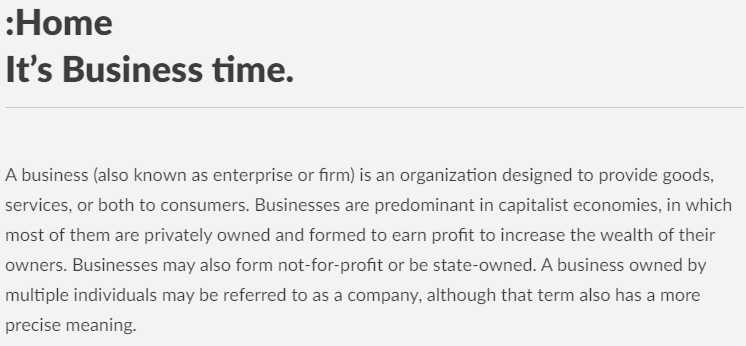 :Home
It's Business time.
A business (also known as enterprise or firm) is an organization designed to provide goods,
services, or both to consumers. Businesses are predominant in capitalist economies, in which
most of them are privately owned and formed to earn profit to increase the wealth of their
owners. Businesses may also form not-for-profit or be state-owned. A business owned by
multiple individuals may be referred to as a company, although that term also has a more
precise meaning.